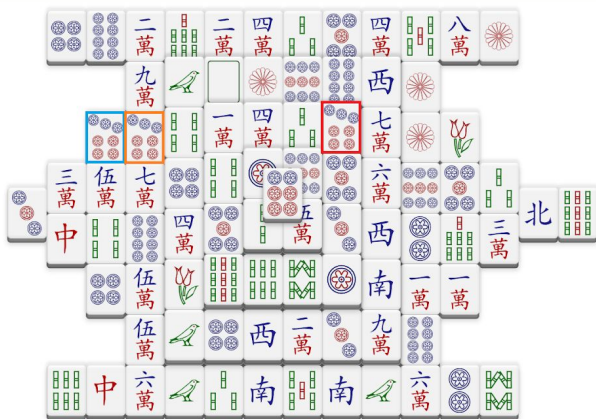 二 二 四 四 八
萬 萬 萬 萬 萬
九 西
萬
一 四 七
萬 萬 萬
三 伍 七 六
萬 萬 萬 萬
中 四 伍 西 三 北
萬 萬 萬
伍 南 一 一
萬 萬 萬
伍 西 二 九
萬 萬 萬
中 六 南 南 六
萬 萬